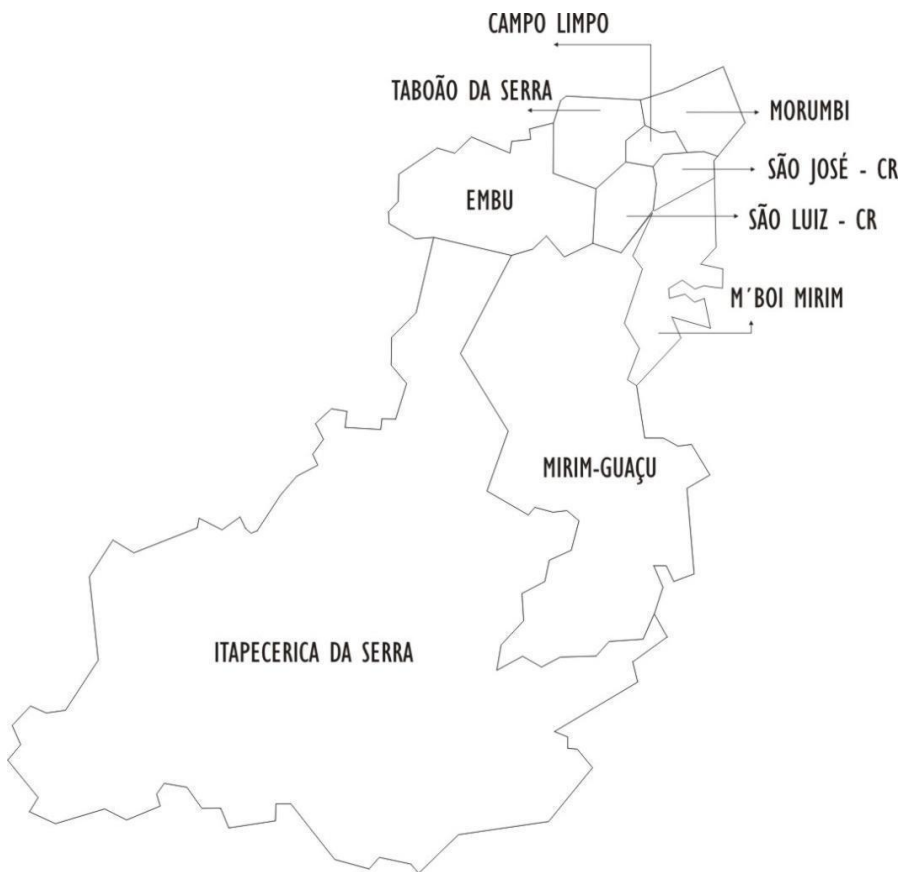 CAMPO LIMPO
TABOÃO DA SERRA
MORUMBI
SÃO JOSÉ - CR
EMBU
SÃO LUIZ - CR
M´BOI MIRIM
MIRIM-GUAÇU
ITAPECERICA DA SERRA